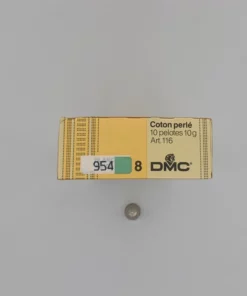 Coton perlé
10 pelotes 10g
Art. 116
954 8 DMC